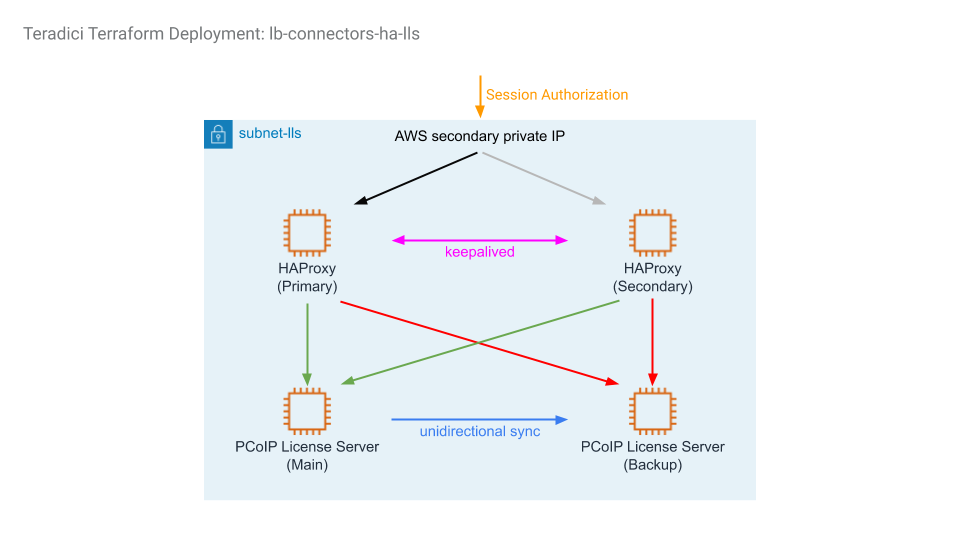 Teradici Terraform Deployment: lb-connectors-ha-lls
Session Authorization
subnet-lls
AWS secondary private IP
keepalived
HAProxy
(Primary)
HAProxy
(Secondary)
unidirectional sync
PCoIP License Server
(Main)
PCoIP License Server
(Backup)